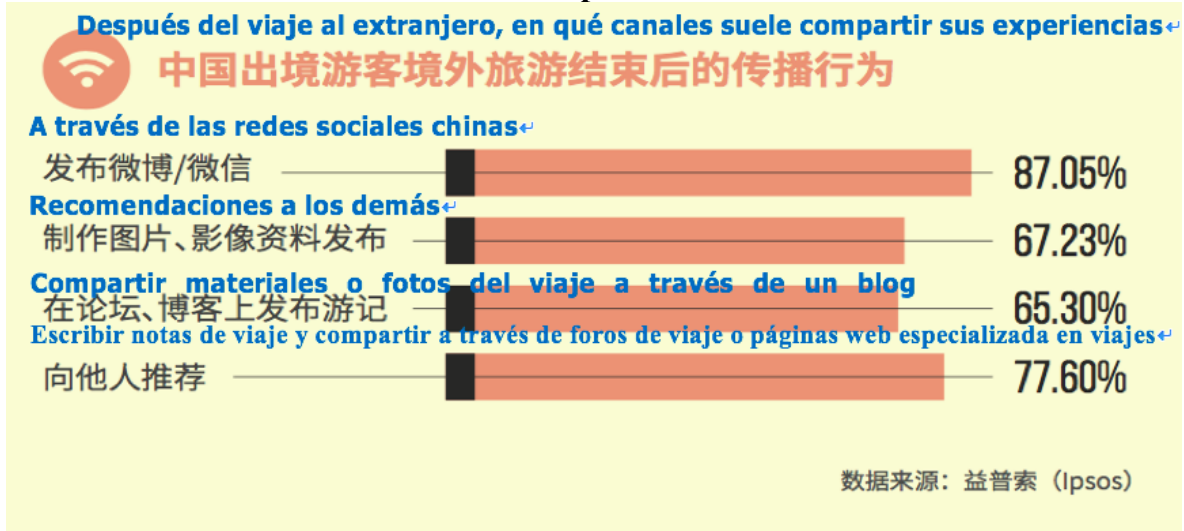 Después del viaje al extranjero, en qué canales suele compartir sus experiencias↵
中国出境游客境外旅游结束后的传播行为
A través de las redes sociales chinas↵
发布微博/微信 87.05%
Recomendaciones a los demás↵
制作图片、影像资料发布 67.23%
Compartir materiales o fotos del viaje a través de un blog
在论坛、博客上发布游记 65.30%
Escribir notas de viaje y compartir a través de foros de viaje o páginas web especializada en viajes↵
向他人推荐 77.60%
数据来源：益普索（Ipsos）